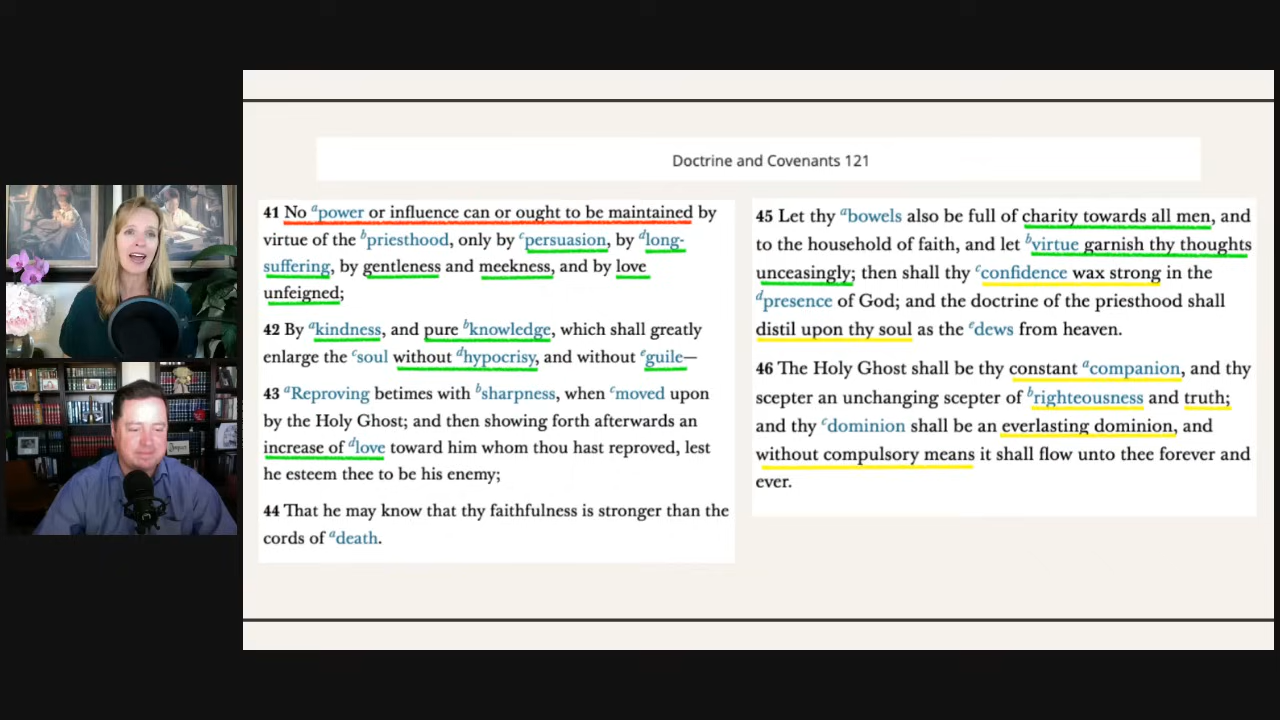 Doctrine and Covenants 121
41 No ᵃpower or influence can or ought to be maintained by
virtue of the ᵇpriesthood, only by ᶜpersuasion, by ᵈlong-
suffering, by gentleness and meekness, and by love
unfeigned;
42 By ᵃkindness, and pure ᵇknowledge, which shall greatly
enlarge the ᶜsoul without ᵈhypocrisy, and without ᵉguile—
43 ᵃReproving betimes with ᵇsharpness, when ᶜmoved upon
by the Holy Ghost; and then showing forth afterwards an
increase of ᵈlove toward him whom thou hast reproved, lest
he esteem thee to be his enemy;
44 That he may know that thy faithfulness is stronger than the
cords of ᵃdeath.
45 Let thy ᵃbowels also be full of charity towards all men, and
to the household of faith, and let ᵇvirtue garnish thy thoughts
unceasingly; then shall thy ᶜconfidence wax strong in the
ᵈpresence of God; and the doctrine of the priesthood shall
distil upon thy soul as the ᵉdews from heaven.
46 The Holy Ghost shall be thy constant ᵃcompanion, and thy
scepter an unchanging scepter of ᵇrighteousness and truth;
and thy ᶜdominion shall be an everlasting dominion, and
without compulsory means it shall flow unto thee forever and
ever.